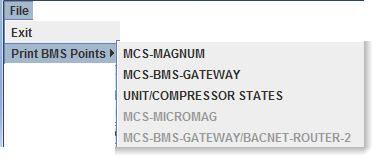 File
Exit
Print BMS Points
MCS-MAGNUM
MCS-BMS-GATEWAY
UNIT/COMPRESSOR STATES
MCS-MICROMAG
MCS-BMS-GATEWAY/BACNET-ROUTER-2